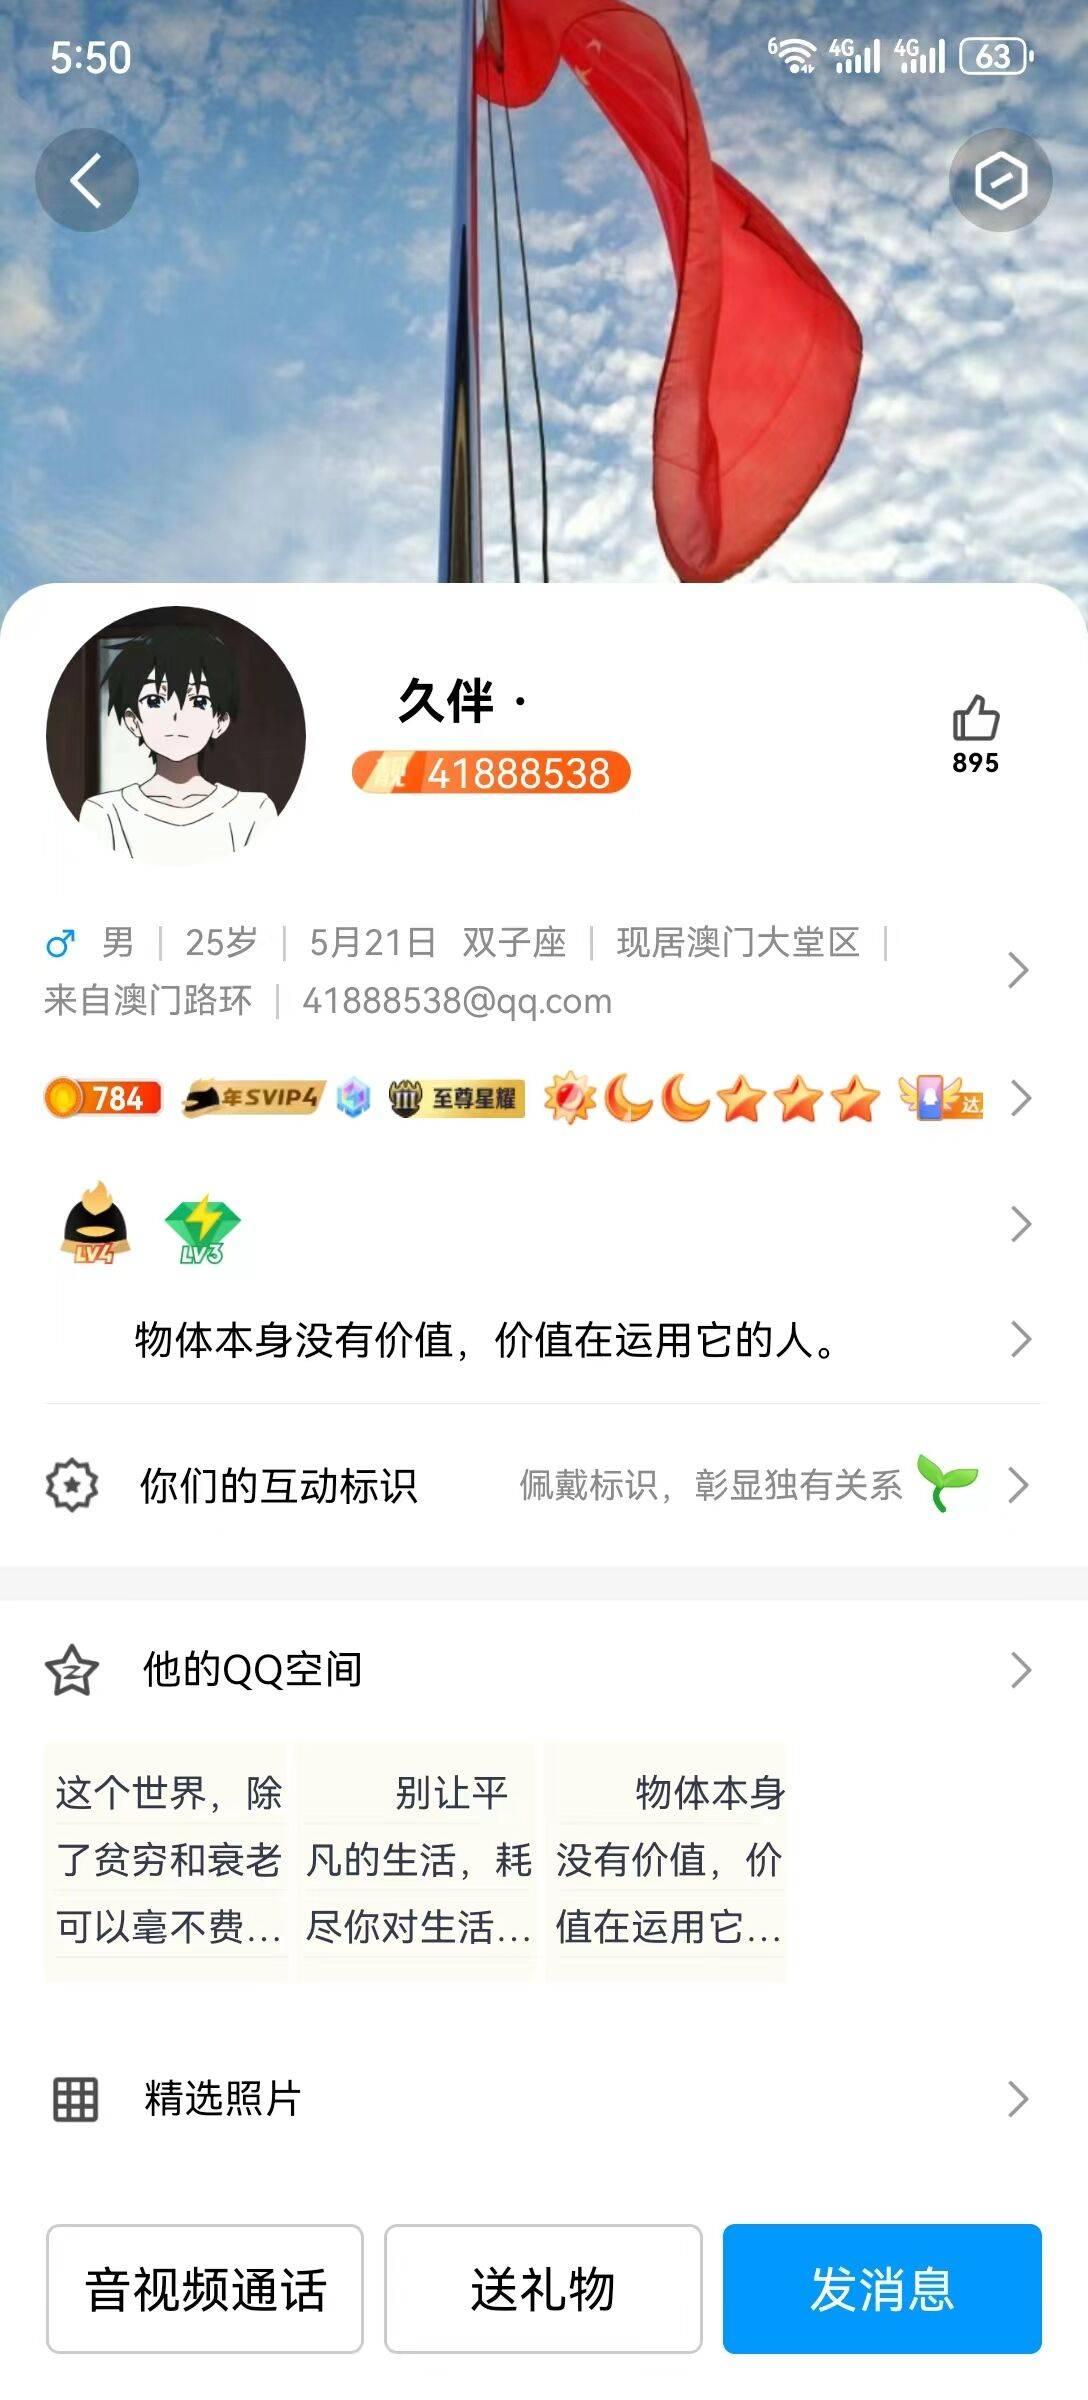 5:50
6 4G 4G 63
久伴 ·
靓 41888538
895
男 | 25岁 | 5月21日 双子座 | 现居澳门大堂区 |
来自澳门路环 | 41888538@qq.com
784 年SVIP4 至尊星耀 达
LV4 LV3
物体本身没有价值，价值在运用它的人。
你们的互动标识 佩戴标识，彰显独有关系
他的QQ空间
这个世界，除
了贫穷和衰老
可以毫不费...
别让平
凡的生活，耗
尽你对生活...
物体本身
没有价值，价
值在运用它...
精选照片
音视频通话 送礼物 发消息